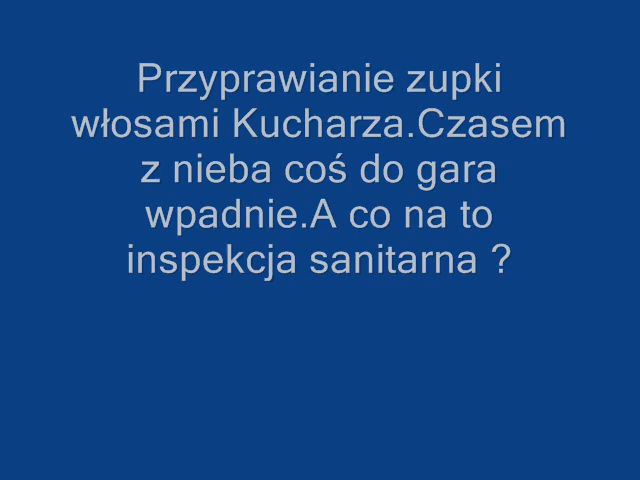 Przyprawianie zupki
włosami Kucharza.Czasem
z nieba coś do gara
wpadnie.A co na to
inspekcja sanitarna ?